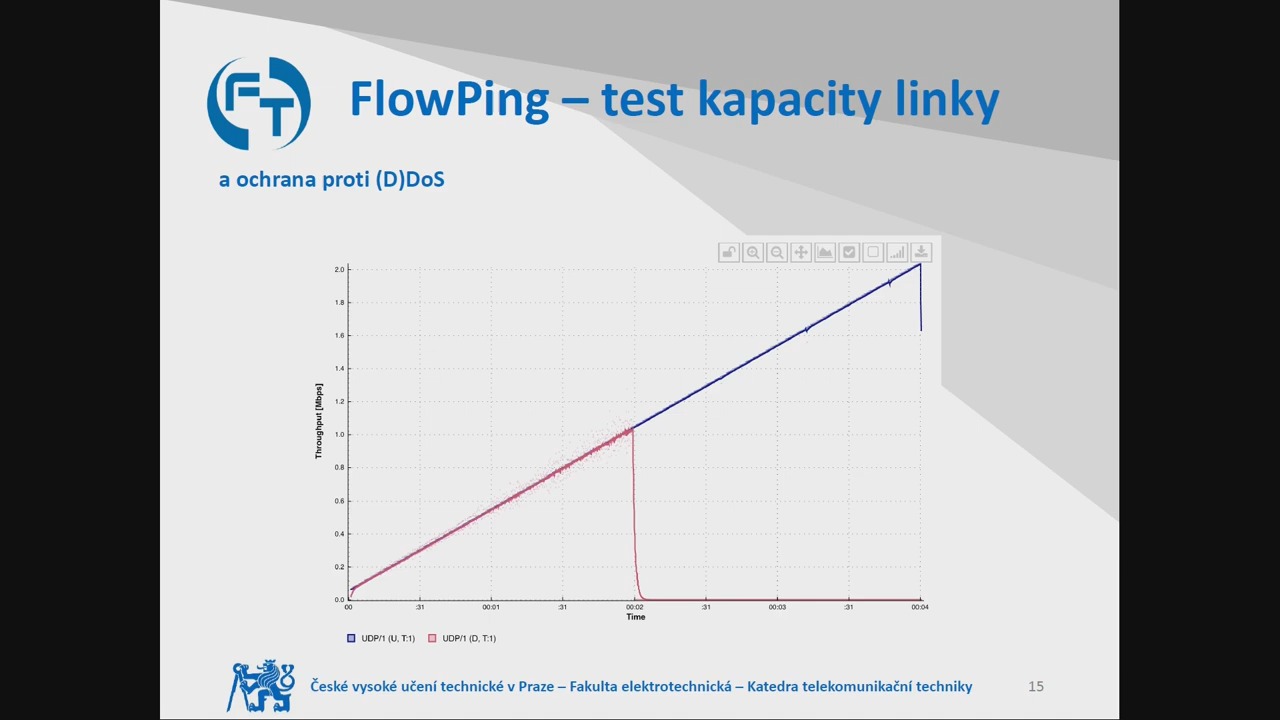 FT
FlowPing – test kapacity linky
a ochrana proti (D)DoS
2.0
1.8
1.6
1.4
1.2
1.0
0.8
0.6
0.4
0.2
0.0
Throughput [Mbps]
00 :31 00:01 :31 00:02 :31 00:03 :31 00:04
Time
UDP/1 (U, T:1) UDP/1 (D, T:1)
České vysoké učení technické v Praze – Fakulta elektrotechnická – Katedra telekomunikační techniky 15